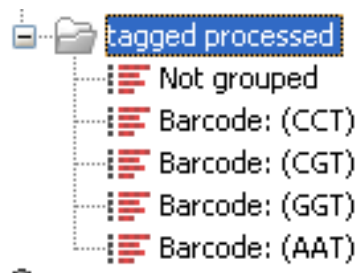 tagged processed
Not grouped
Barcode: (CCT)
Barcode: (CGT)
Barcode: (GGT)
Barcode: (AAT)